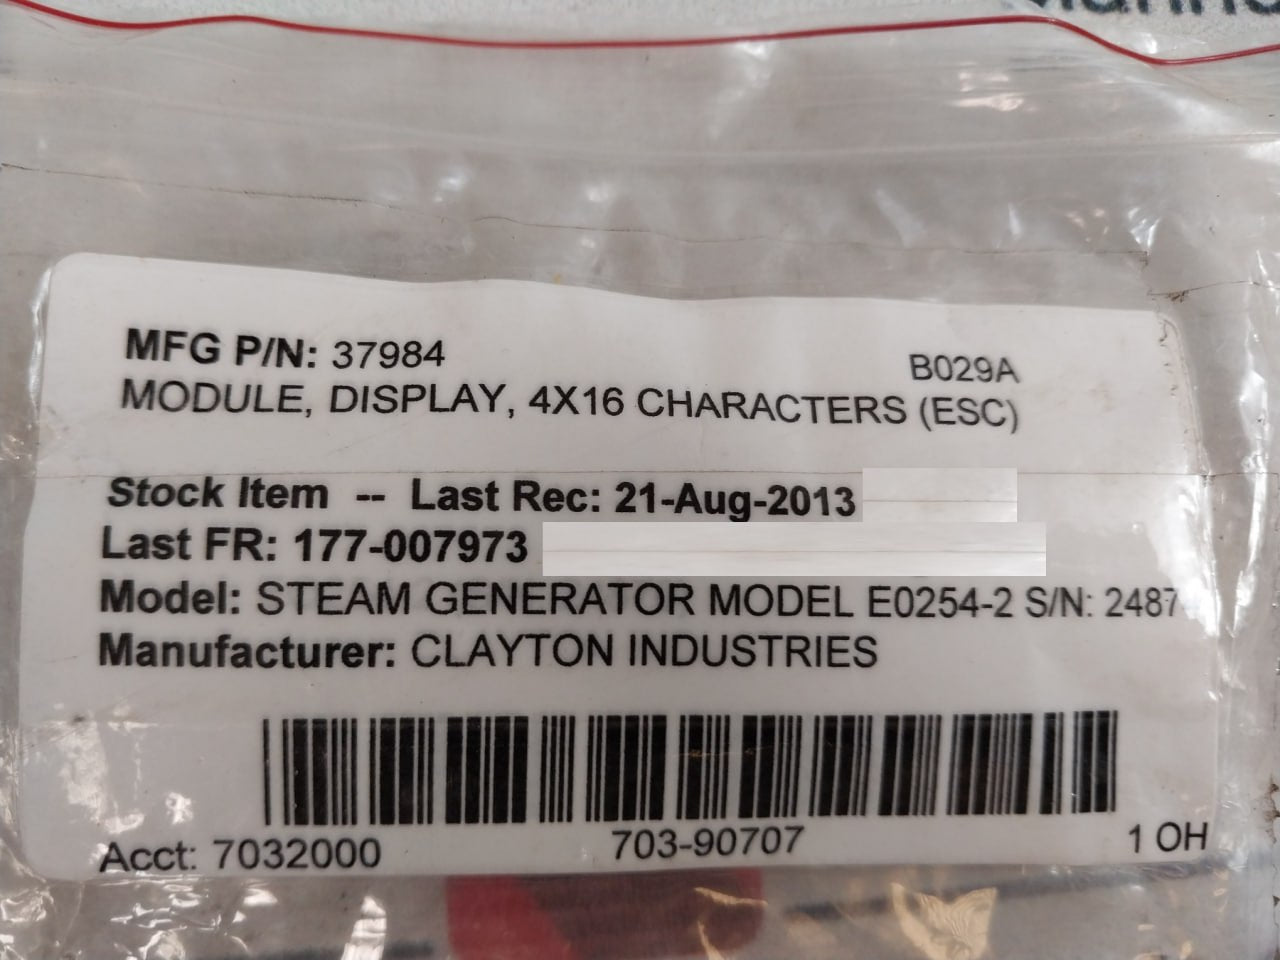 MFG P/N: 37984 B029A
MODULE, DISPLAY, 4X16 CHARACTERS (ESC)
Stock Item -- Last Rec: 21-Aug-2013
Last FR: 177-007973
Model: STEAM GENERATOR MODEL E0254-2 S/N: 2487
Manufacturer: CLAYTON INDUSTRIES
Acct: 7032000 703-90707 1 OH